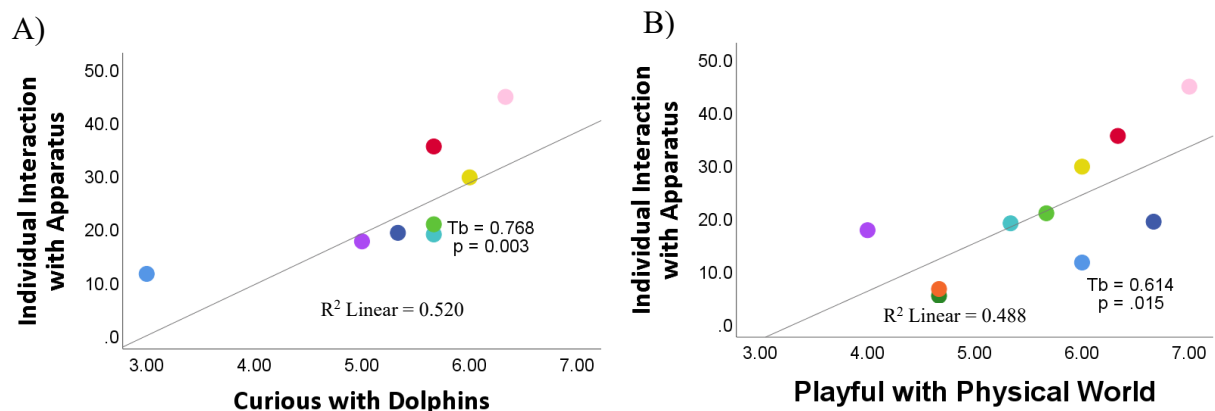 A)
Individual Interaction
with Apparatus
50.0
40.0
30.0
20.0
10.0
.0
Tb = 0.768
p = 0.003
R² Linear = 0.520
3.00 4.00 5.00 6.00 7.00
Curious with Dolphins
B)
Individual Interaction
with Apparatus
50.0
40.0
30.0
20.0
10.0
.0
Tb = 0.614
p = .015
R² Linear = 0.488
3.00 4.00 5.00 6.00 7.00
Playful with Physical World